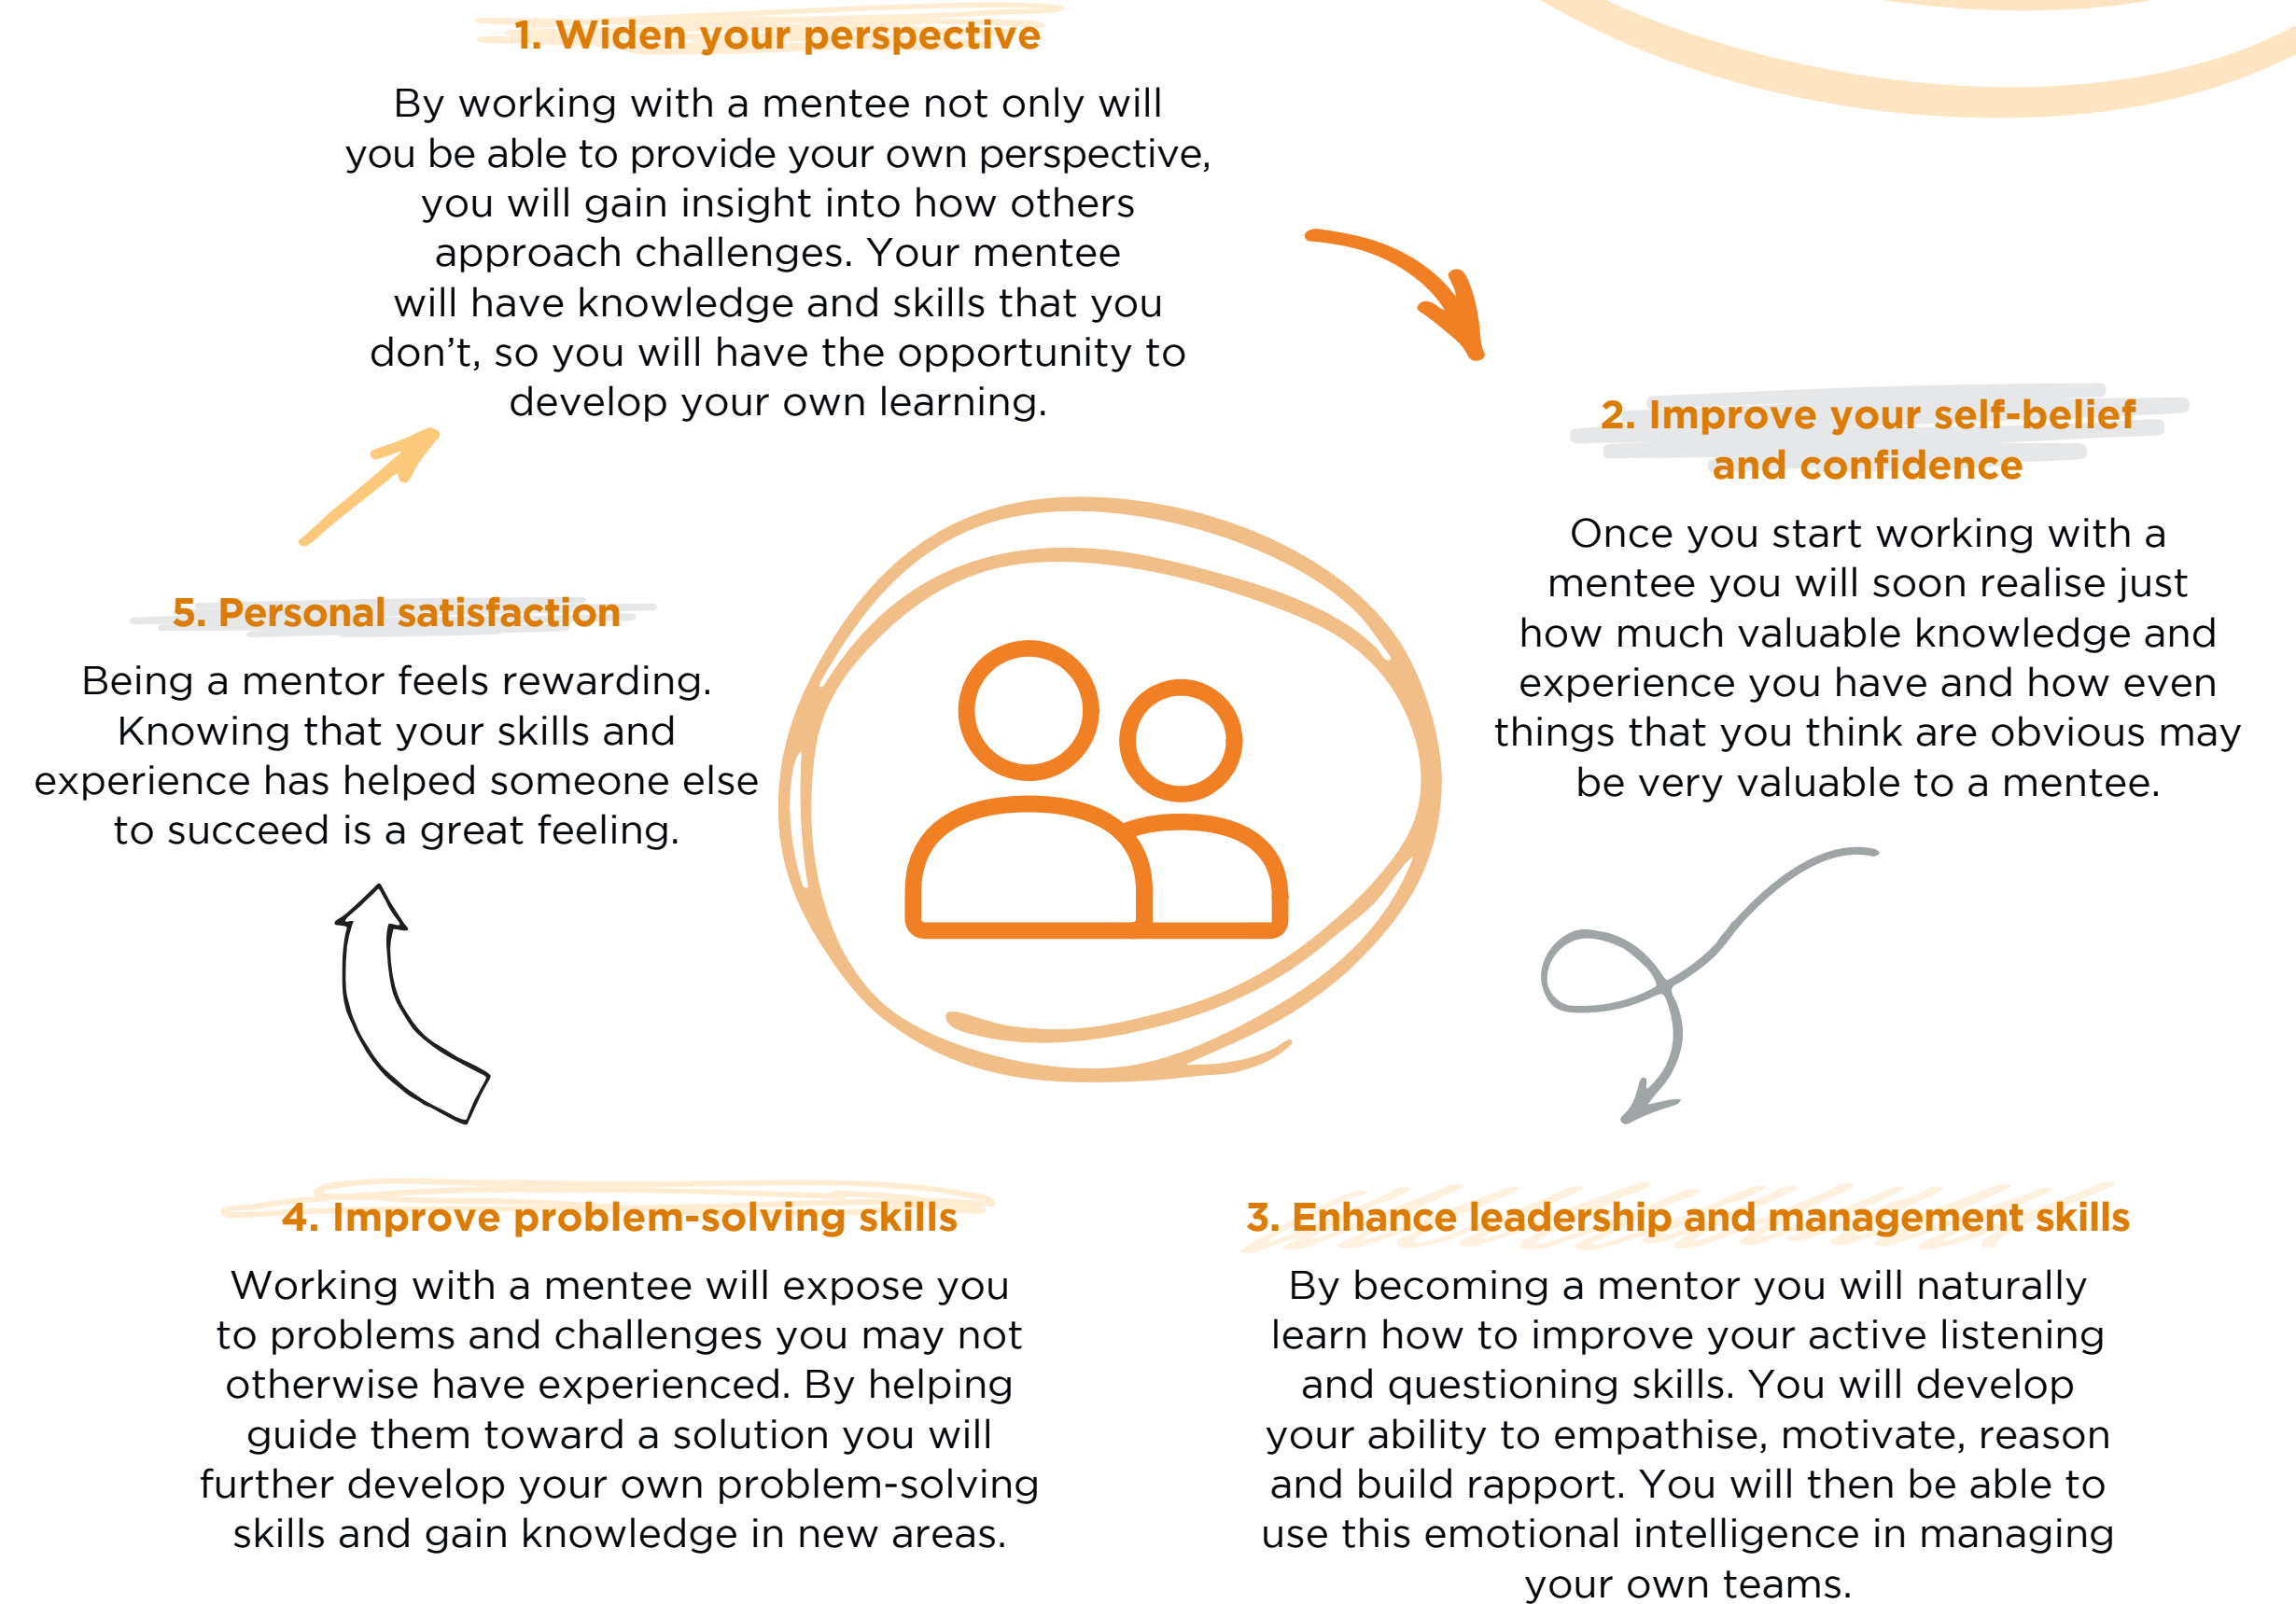 1. Widen your perspective
By working with a mentee not only will
you be able to provide your own perspective,
you will gain insight into how others
approach challenges. Your mentee
will have knowledge and skills that you
don’t, so you will have the opportunity to
develop your own learning.
2. Improve your self-belief
and confidence
Once you start working with a
mentee you will soon realise just
how much valuable knowledge and
experience you have and how even
things that you think are obvious may
be very valuable to a mentee.
3. Enhance leadership and management skills
By becoming a mentor you will naturally
learn how to improve your active listening
and questioning skills. You will develop
your ability to empathise, motivate, reason
and build rapport. You will then be able to
use this emotional intelligence in managing
your own teams.
4. Improve problem-solving skills
Working with a mentee will expose you
to problems and challenges you may not
otherwise have experienced. By helping
guide them toward a solution you will
further develop your own problem-solving
skills and gain knowledge in new areas.
5. Personal satisfaction
Being a mentor feels rewarding.
Knowing that your skills and
experience has helped someone else
to succeed is a great feeling.